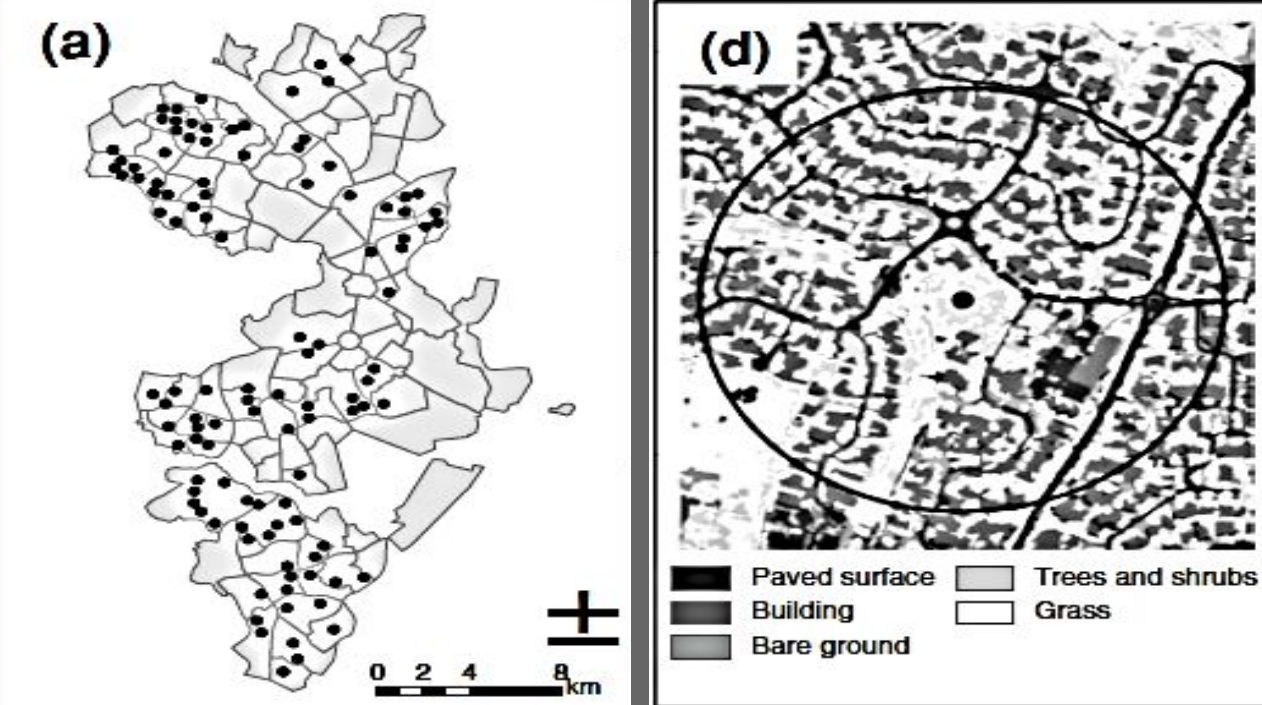 (a)
0 2 4 8
km
(d)
Paved surface
Trees and shrubs
Building
Grass
Bare ground